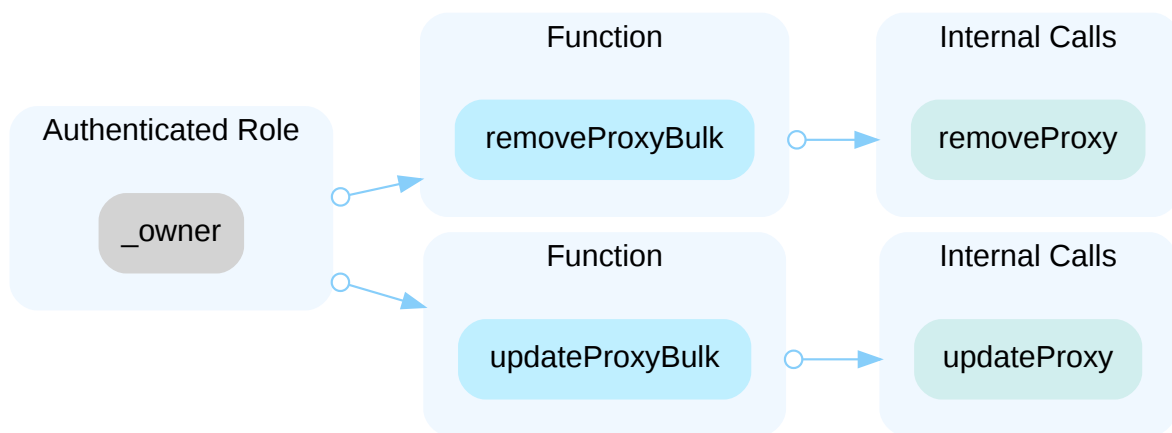 Authenticated Role
_owner
Function
removeProxyBulk
Internal Calls
removeProxy
Function
updateProxyBulk
Internal Calls
updateProxy